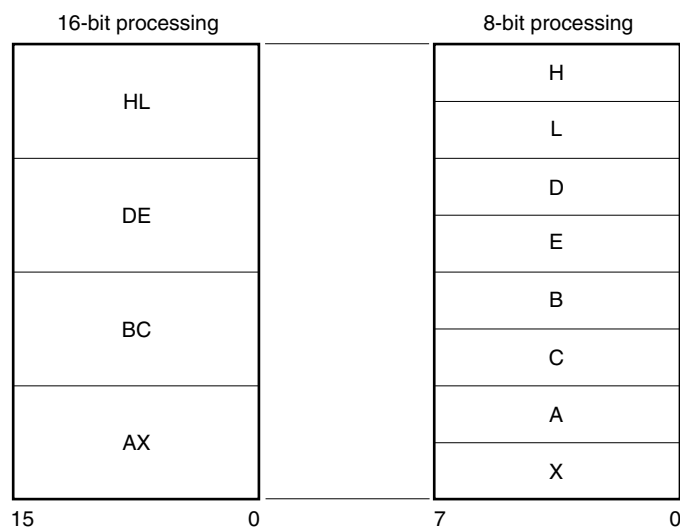 16-bit processing
8-bit processing
HL
DE
BC
AX
H
L
D
E
B
C
A
X
15 0
7 0